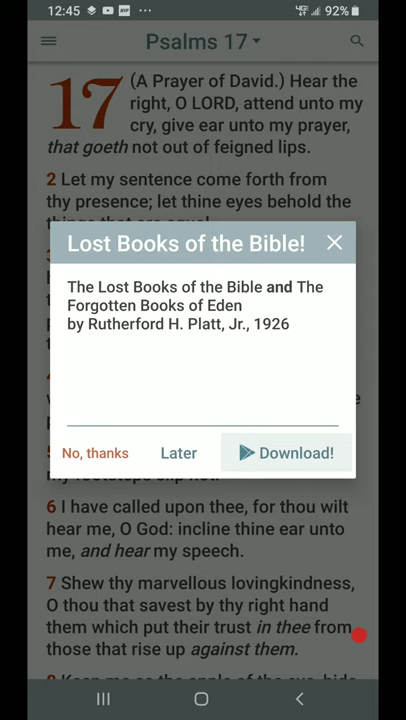 12:45
92%
Psalms 17
17 (A Prayer of David.) Hear the
right, O LORD, attend unto my
cry, give ear unto my prayer,
that goeth not out of feigned lips.
2 Let my sentence come forth from
thy presence; let thine eyes behold the
Lost Books of the Bible!
The Lost Books of the Bible and The
Forgotten Books of Eden
by Rutherford H. Platt, Jr., 1926
No, thanks
Later
Download!
6 I have called upon thee, for thou wilt
hear me, O God: incline thine ear unto
me, and hear my speech.
7 Shew thy marvellous lovingkindness,
O thou that savest by thy right hand
them which put their trust in thee from
those that rise up against them.